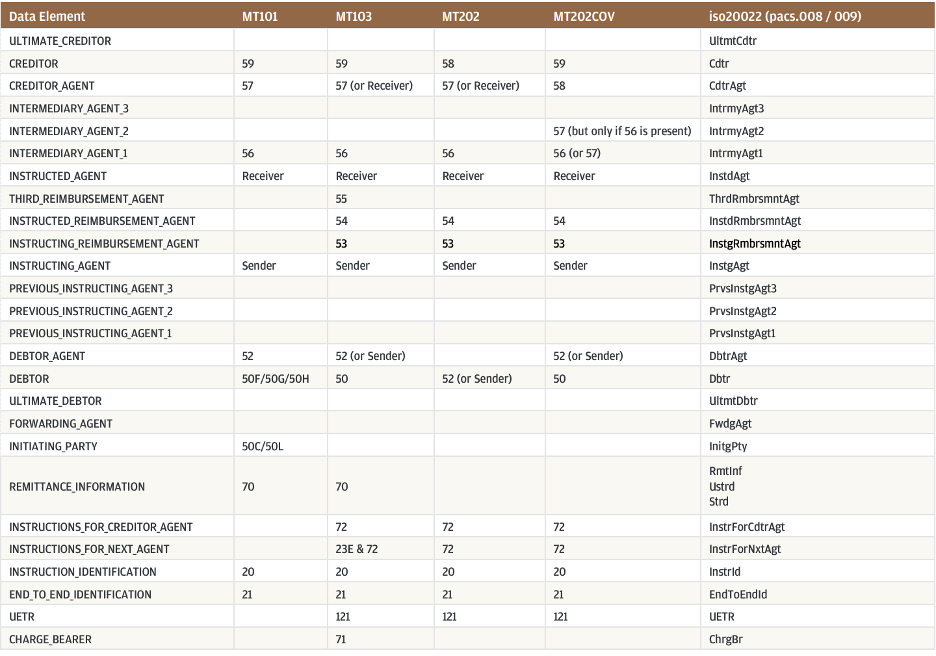 Data Element MT101 MT103 MT202 MT202COV iso20022 (pacs.008 / 009)
ULTIMATE_CREDITOR UltmtCdtr
CREDITOR 59 59 58 59 Cdtr
CREDITOR_AGENT 57 57 (or Receiver) 57 (or Receiver) 58 CdtrAgt
INTERMEDIARY_AGENT_3 IntrmyAgt3
INTERMEDIARY_AGENT_2 57 (but only if 56 is present) IntrmyAgt2
INTERMEDIARY_AGENT_1 56 56 56 56 (or 57) IntrmyAgt1
INSTRUCTED_AGENT Receiver Receiver Receiver Receiver InstdAgt
THIRD_REIMBURSEMENT_AGENT 55 ThrdRmbrsmntAgt
INSTRUCTED_REIMBURSEMENT_AGENT 54 54 54 InstdRmbrsmntAgt
INSTRUCTING_REIMBURSEMENT_AGENT 53 53 53 InstgRmbrsmntAgt
INSTRUCTING_AGENT Sender Sender Sender Sender InstgAgt
PREVIOUS_INSTRUCTING_AGENT_3 PrvsInstgAgt3
PREVIOUS_INSTRUCTING_AGENT_2 PrvsInstgAgt2
PREVIOUS_INSTRUCTING_AGENT_1 PrvsInstgAgt1
DEBTOR_AGENT 52 52 (or Sender) 52 (or Sender) DbtrAgt
DEBTOR 50F/50G/50H 50 52 (or Sender) 50 Dbtr
ULTIMATE_DEBTOR UltmtDbtr
FORWARDING_AGENT FwdgAgt
INITIATING_PARTY 50C/50L InitgPty
REMITTANCE_INFORMATION 70 70 RmtInf
Ustrd
Strd
INSTRUCTIONS_FOR_CREDITOR_AGENT 72 72 72 InstrForCdtrAgt
INSTRUCTIONS_FOR_NEXT_AGENT 23E & 72 72 72 InstrForNxtAgt
INSTRUCTION_IDENTIFICATION 20 20 20 20 InstrId
END_TO_END_IDENTIFICATION 21 21 21 21 EndToEndId
UETR 121 121 121 UETR
CHARGE_BEARER 71 ChrgBr